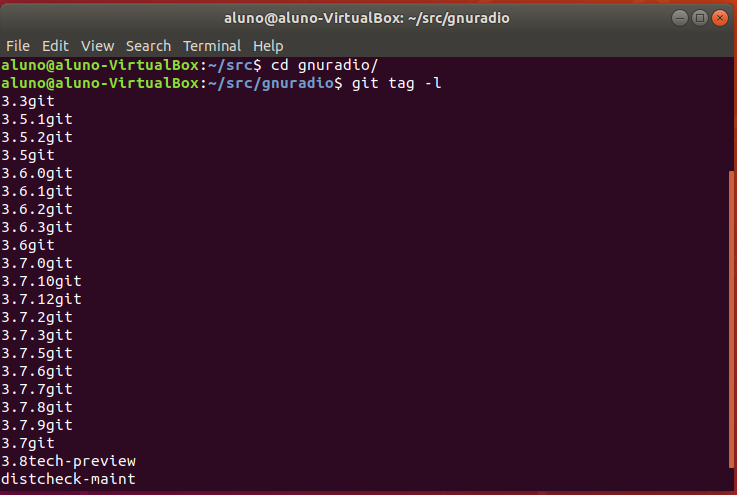 aluno@aluno-VirtualBox: ~/src/gnuradio
File Edit View Search Terminal Help
aluno@aluno-VirtualBox:~/src$ cd gnuradio/
aluno@aluno-VirtualBox:~/src/gnuradio$ git tag -l
3.3git
3.5.1git
3.5.2git
3.5git
3.6.0git
3.6.1git
3.6.2git
3.6.3git
3.6git
3.7.0git
3.7.10git
3.7.12git
3.7.2git
3.7.3git
3.7.5git
3.7.6git
3.7.7git
3.7.8git
3.7.9git
3.7git
3.8tech-preview
distcheck-maint